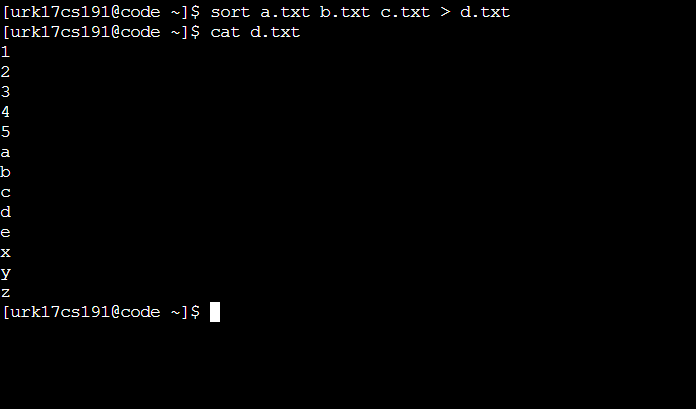 [urk17cs191@code ~]$ sort a.txt b.txt c.txt > d.txt
[urk17cs191@code ~]$ cat d.txt
1
2
3
4
5
a
b
c
d
e
x
y
z
[urk17cs191@code ~]$